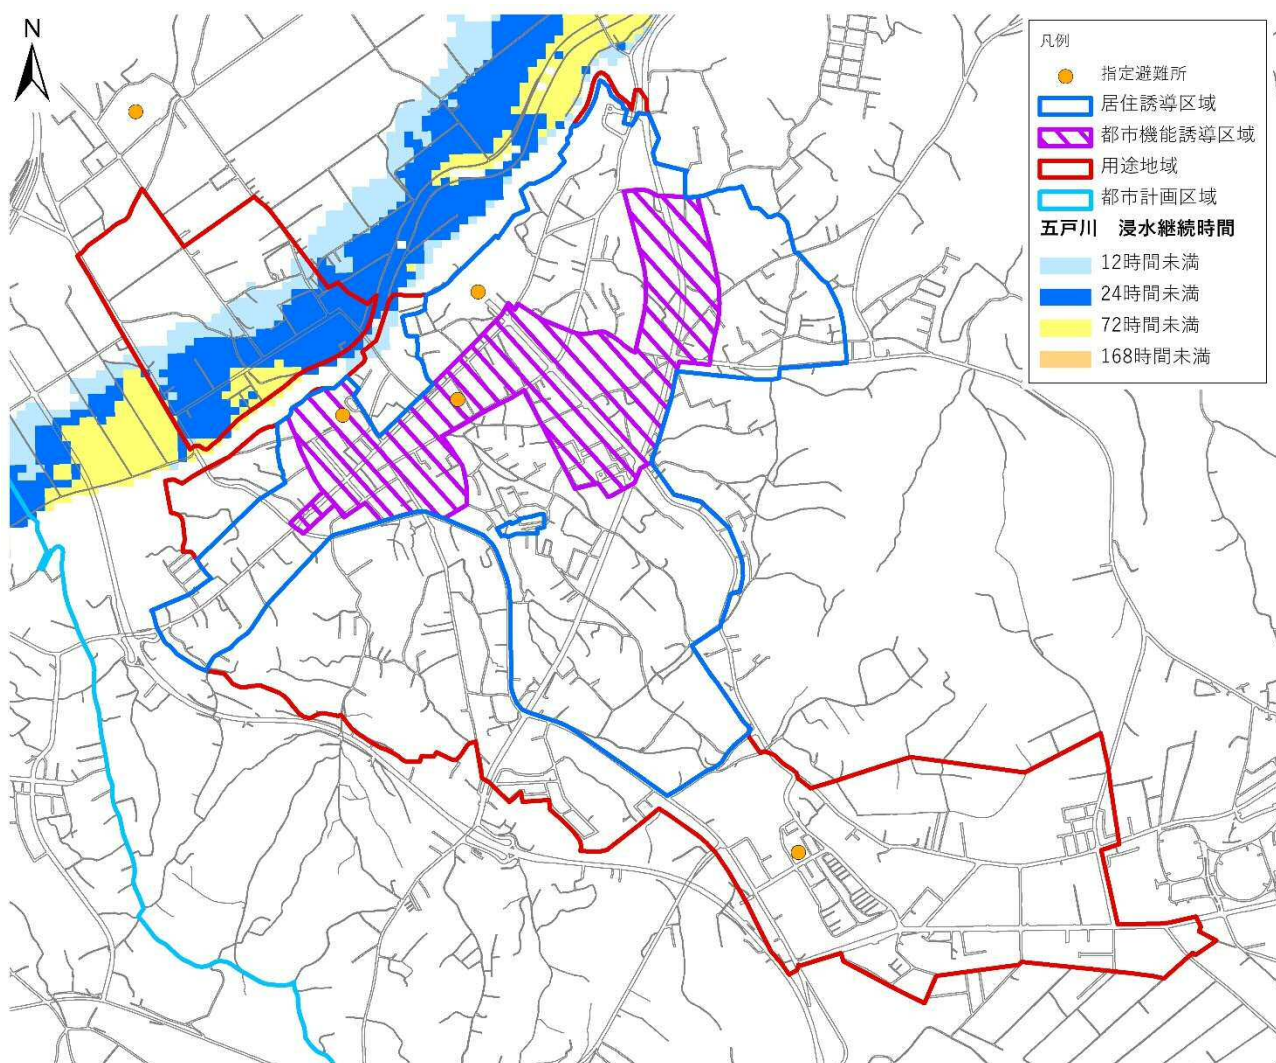 N
凡例
指定避難所
居住誘導区域
都市機能誘導区域
用途地域
都市計画区域
五戸川　浸水継続時間
12時間未満
24時間未満
72時間未満
168時間未満